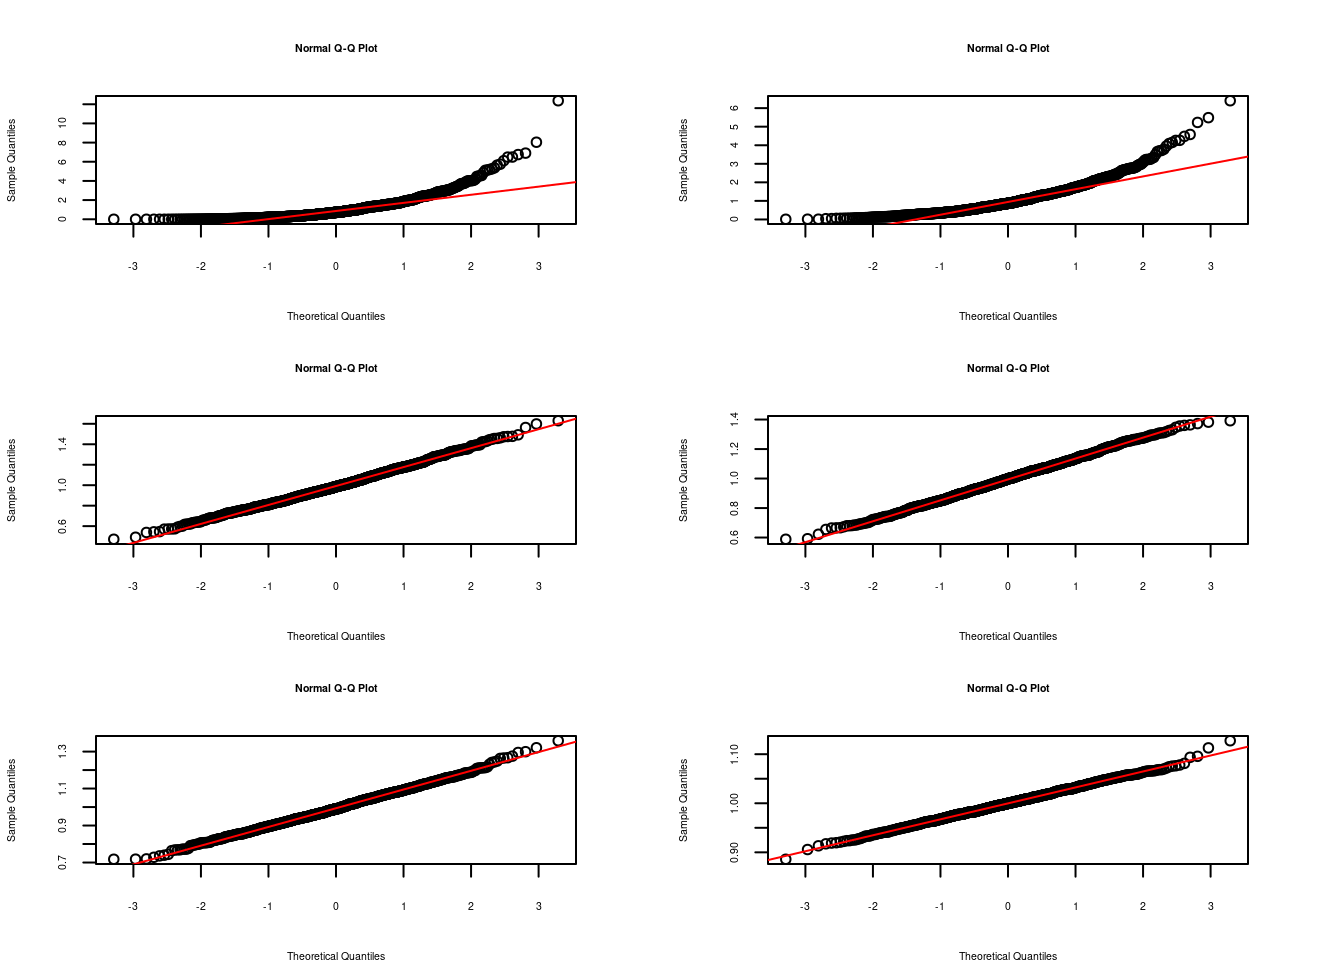 Normal Q-Q Plot
Sample Quantiles
0 2 4 6 8 10
-3 -2 -1 0 1 2 3
Theoretical Quantiles
Normal Q-Q Plot
Sample Quantiles
0 1 2 3 4 5 6
-3 -2 -1 0 1 2 3
Theoretical Quantiles
Normal Q-Q Plot
Sample Quantiles
0.6 1.0 1.4
-3 -2 -1 0 1 2 3
Theoretical Quantiles
Normal Q-Q Plot
Sample Quantiles
0.6 0.8 1.0 1.2 1.4
-3 -2 -1 0 1 2 3
Theoretical Quantiles
Normal Q-Q Plot
Sample Quantiles
0.7 0.9 1.1 1.3
-3 -2 -1 0 1 2 3
Theoretical Quantiles
Normal Q-Q Plot
Sample Quantiles
0.90 1.00 1.10
-3 -2 -1 0 1 2 3
Theoretical Quantiles